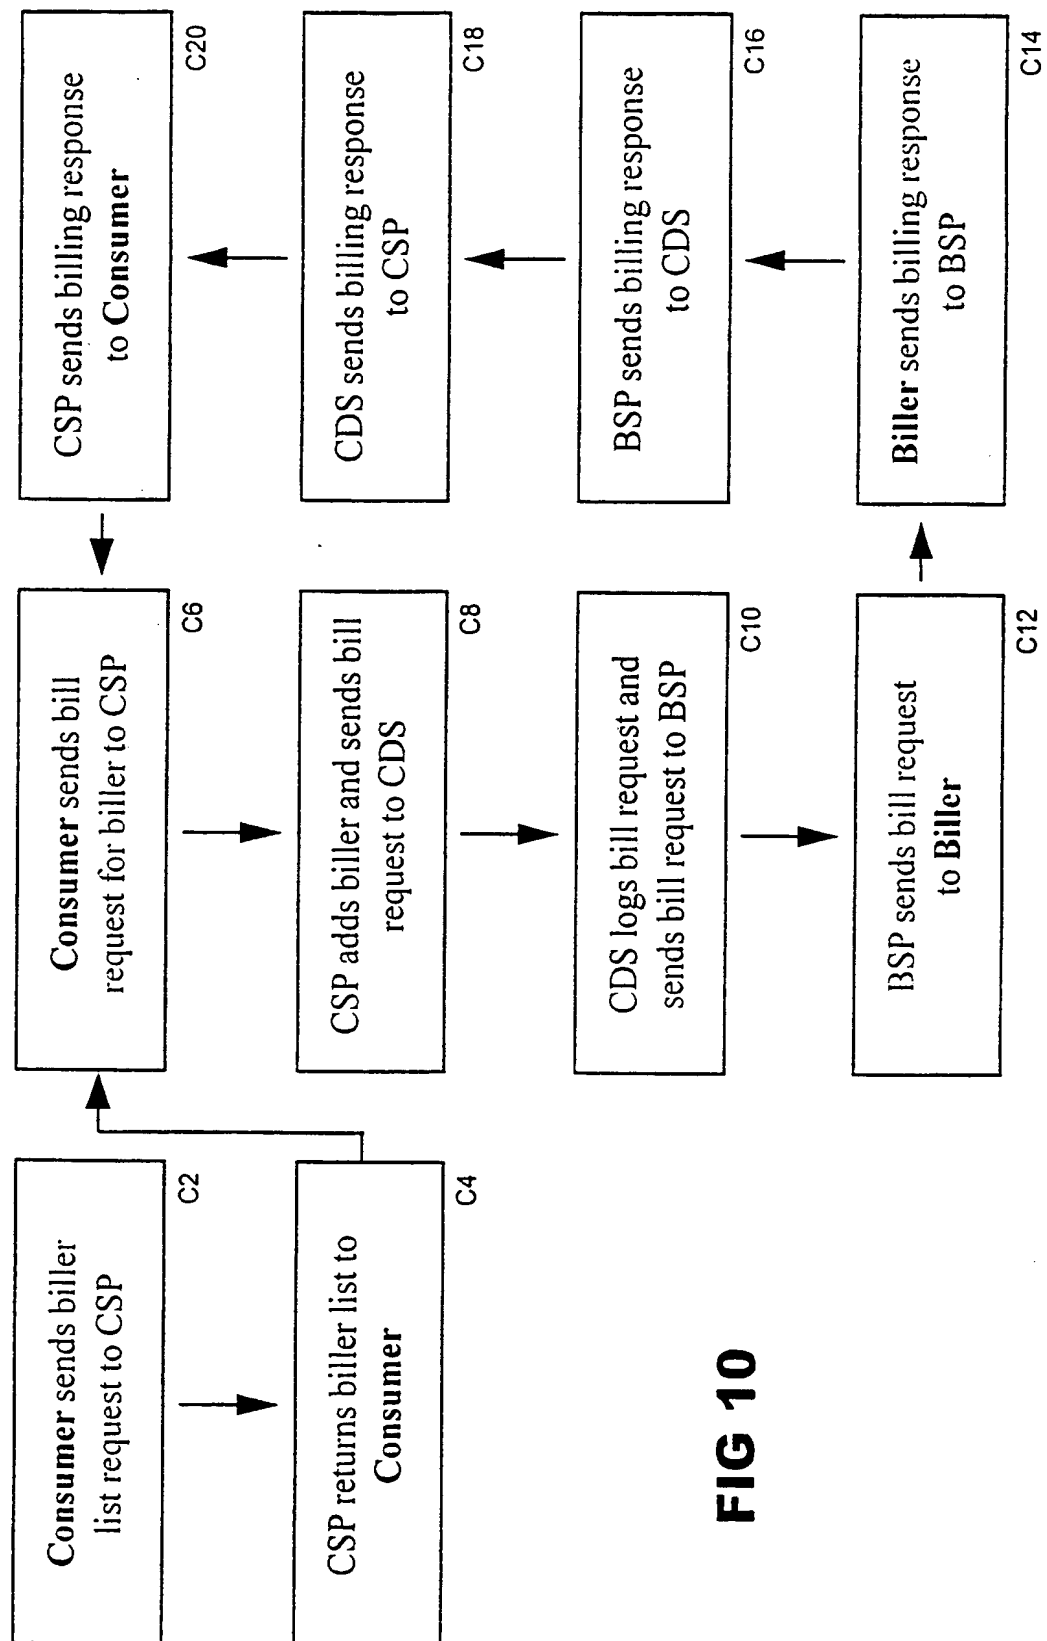 Consumer sends biller
list request to CSP
C2
CSP returns biller list to
Consumer
C4
Consumer sends bill
request for biller to CSP
C6
CSP adds biller and sends bill
request to CDS
C8
CDS logs bill request and
sends bill request to BSP
C10
BSP sends bill request
to Biller
C12
Biller sends billing response
to BSP
C14
BSP sends billing response
to CDS
C16
CDS sends billing response
to CSP
C18
CSP sends billing response
to Consumer
C20
FIG 10